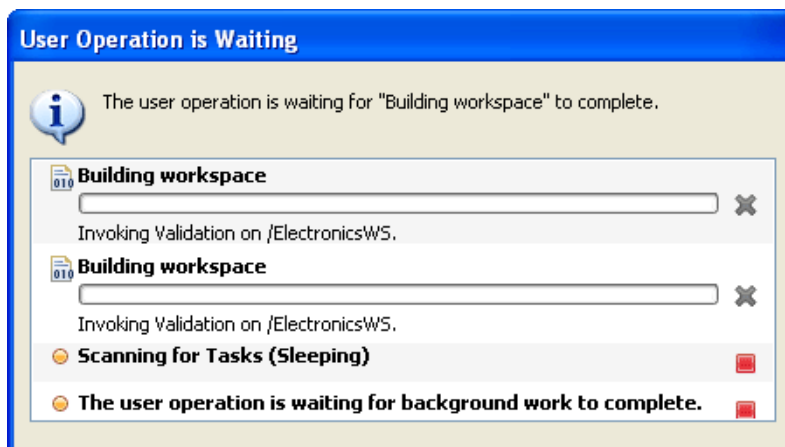 User Operation is Waiting
The user operation is waiting for "Building workspace" to complete.
010
Building workspace
Invoking Validation on /ElectronicsWS.
010
Building workspace
Invoking Validation on /ElectronicsWS.
Scanning for Tasks (Sleeping)
The user operation is waiting for background work to complete.